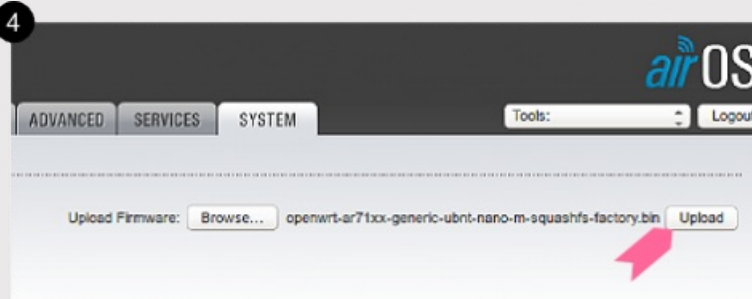 4
airOS
ADVANCED SERVICES SYSTEM Tools: Logout
Upload Firmware: Browse... openwrt-ar71xx-generic-ubnt-nano-m-squashfs-factory.bin Upload